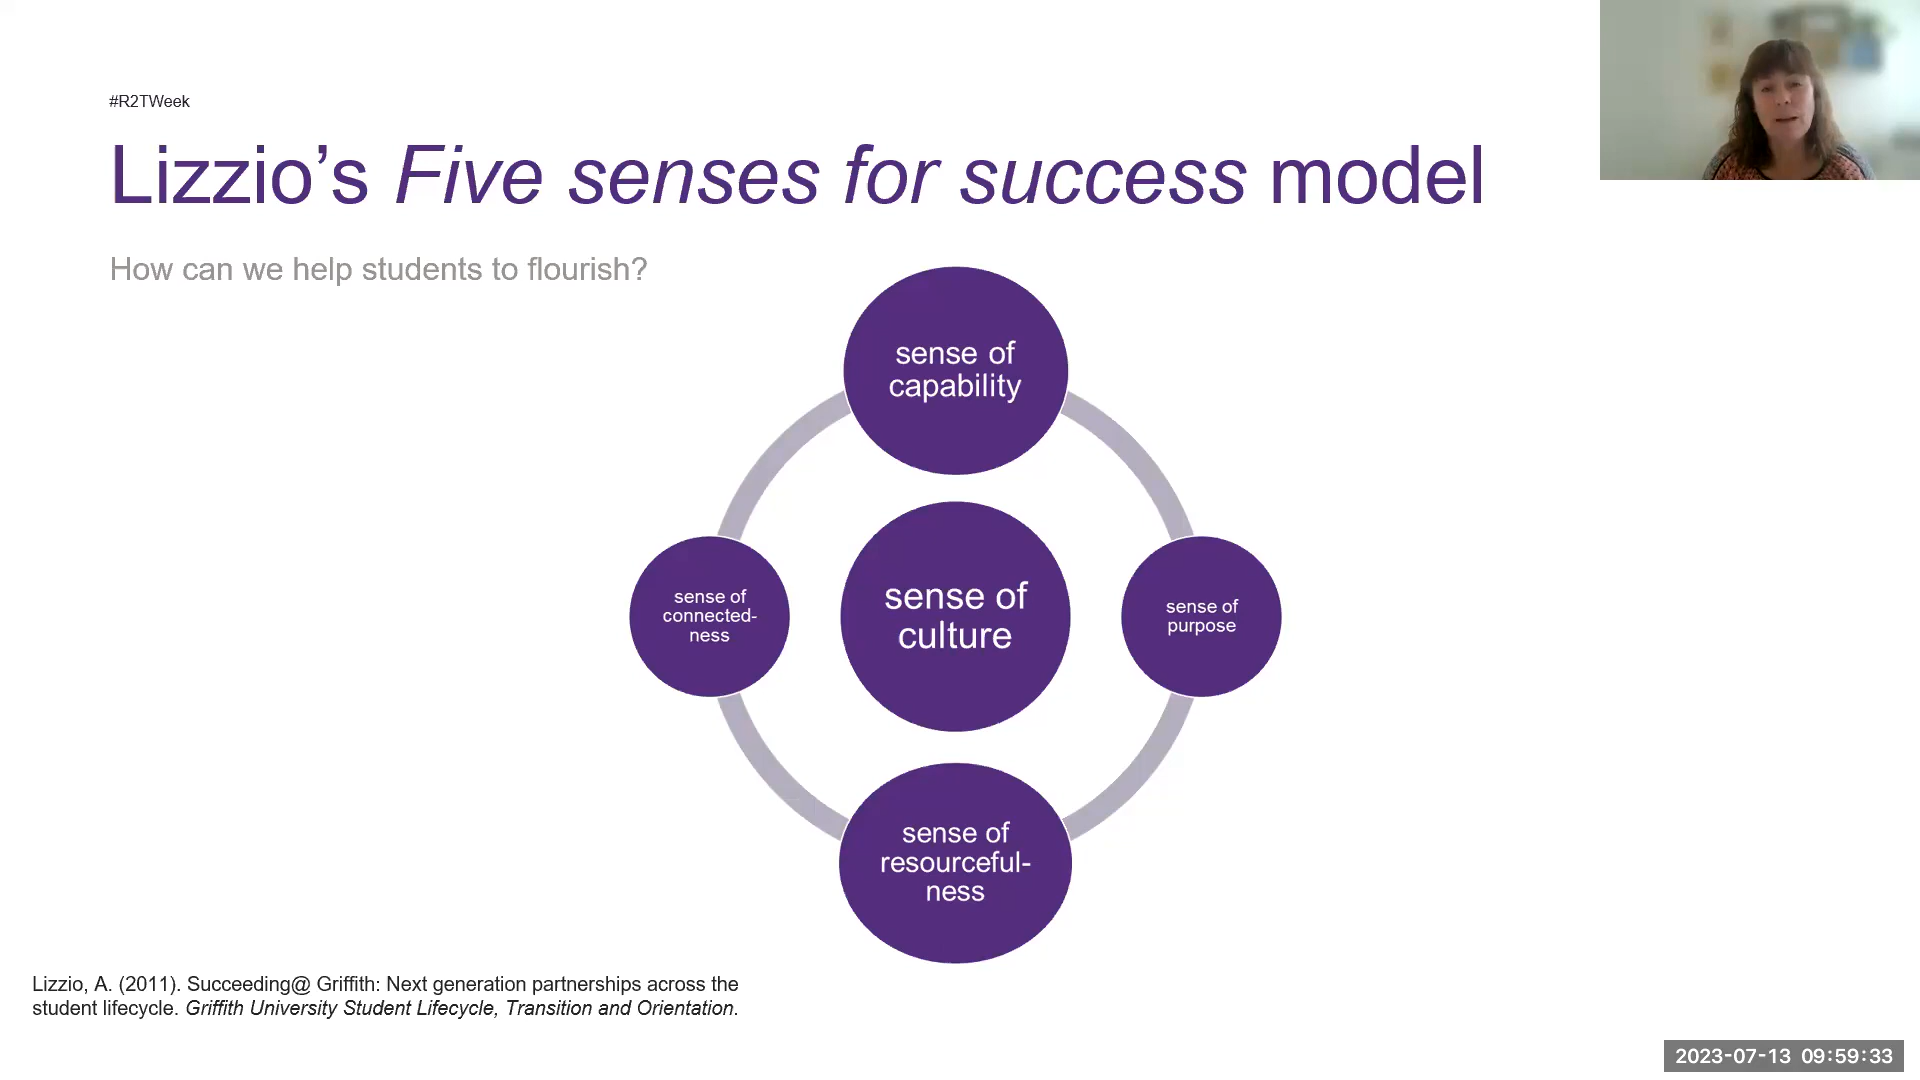 #R2TWeek
Lizzio’s Five senses for success model
How can we help students to flourish?
sense of
capability
sense of
connected-
ness
sense of
culture
sense of
purpose
sense of
resourceful-
ness
Lizzio, A. (2011). Succeeding@ Griffith: Next generation partnerships across the
student lifecycle. Griffith University Student Lifecycle, Transition and Orientation.
2023-07-13 09:59:33